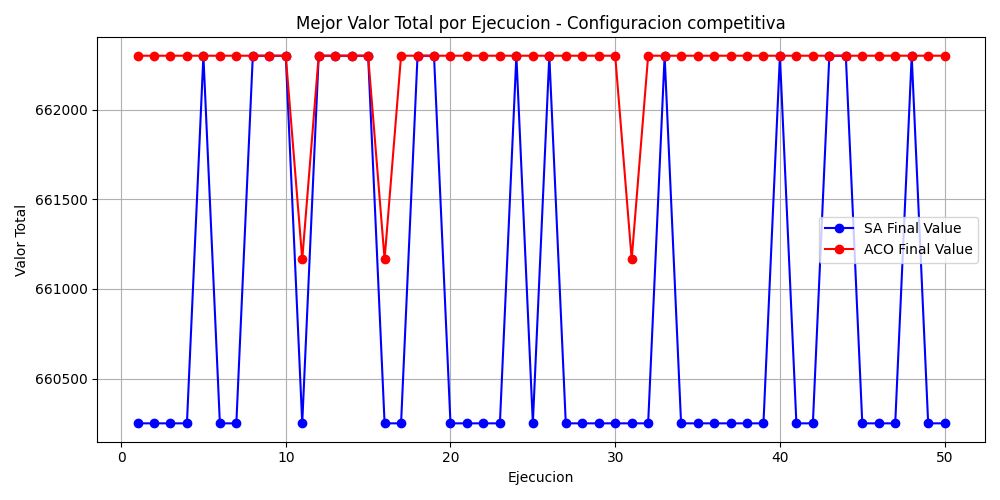 Mejor Valor Total por Ejecucion - Configuracion competitiva
662000
661500
661000
660500
Valor Total
SA Final Value
ACO Final Value
0 10 20 30 40 50
Ejecucion